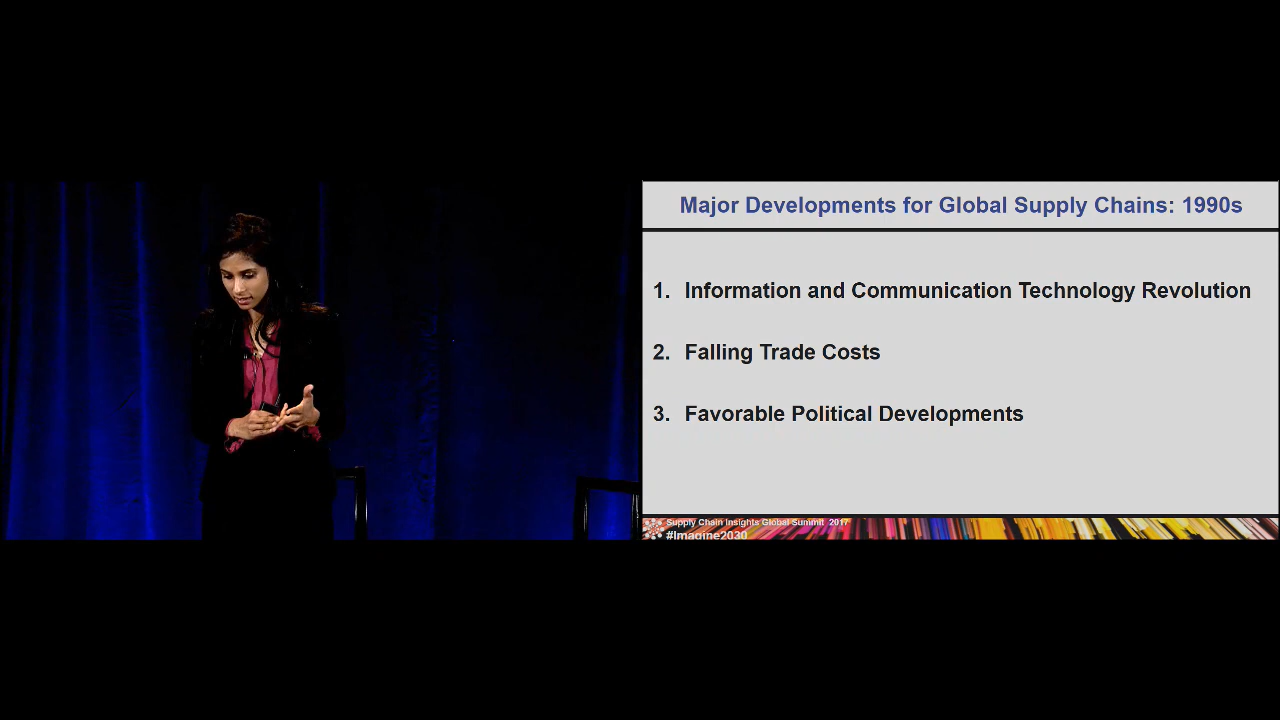 Major Developments for Global Supply Chains: 1990s
1. Information and Communication Technology Revolution
2. Falling Trade Costs
3. Favorable Political Developments
Supply Chain Insights Global Summit 2017
#Imagine2030